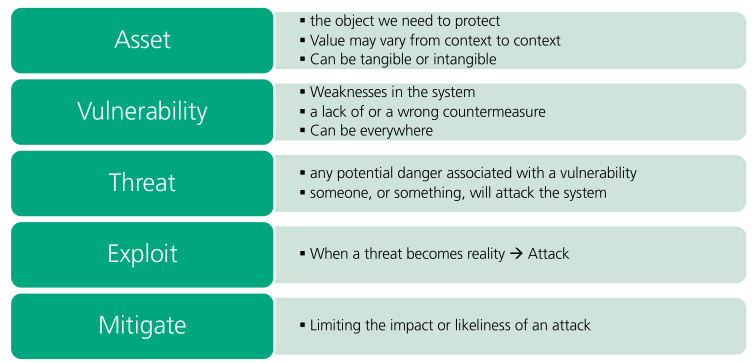 Asset
▪ the object we need to protect
▪ Value may vary from context to context
▪ Can be tangible or intangible
Vulnerability
▪ Weaknesses in the system
▪ a lack of or a wrong countermeasure
▪ Can be everywhere
Threat
▪ any potential danger associated with a vulnerability
▪ someone, or something, will attack the system
Exploit
▪ When a threat becomes reality → Attack
Mitigate
▪ Limiting the impact or likeliness of an attack